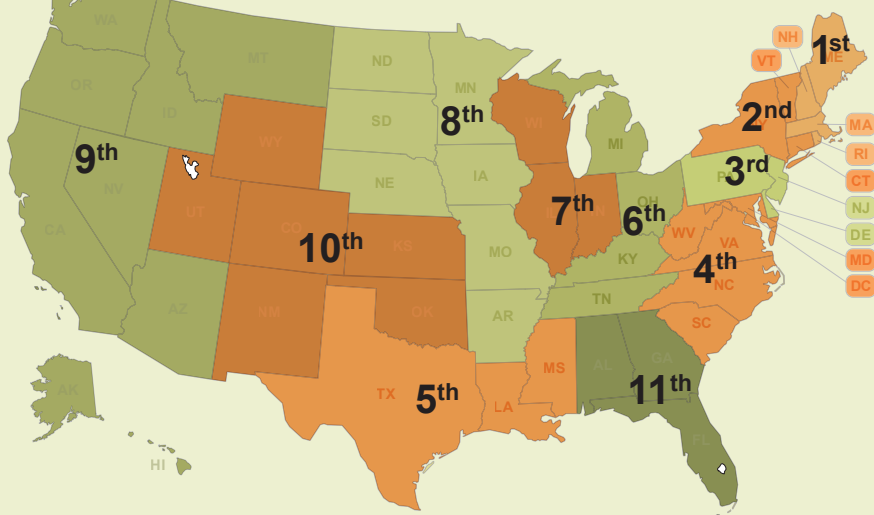 WA
MT
ND
MN
OR
ID
SD
8th
WI
MI
NH
1st
ME
VT
2nd
NY
MA
RI
CT
NJ
DE
MD
DC
9th
WY
NE
IA
NV
UT
CA
CO
10th
KS
MO
7th
OH
6th
PA
3rd
WV
VA
4th
KY
NC
TN
SC
AZ
NM
OK
AR
TX
5th
LA
MS
AL
GA
11th
FL
AK
HI